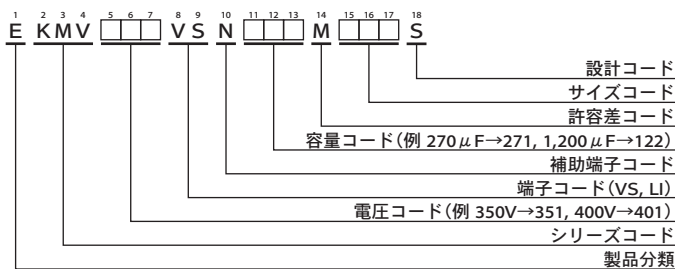 1 2 3 4 5 6 7 8 9 10 11 12 13 14 15 16 17 18
E KMV □□□ VS N □□□ M □□□ S
設計コード
サイズコード
許容差コード
容量コード(例 270μF→271, 1,200μF→122)
補助端子コード
端子コード(VS, LI)
電圧コード(例 350V→351, 400V→401)
シリーズコード
製品分類